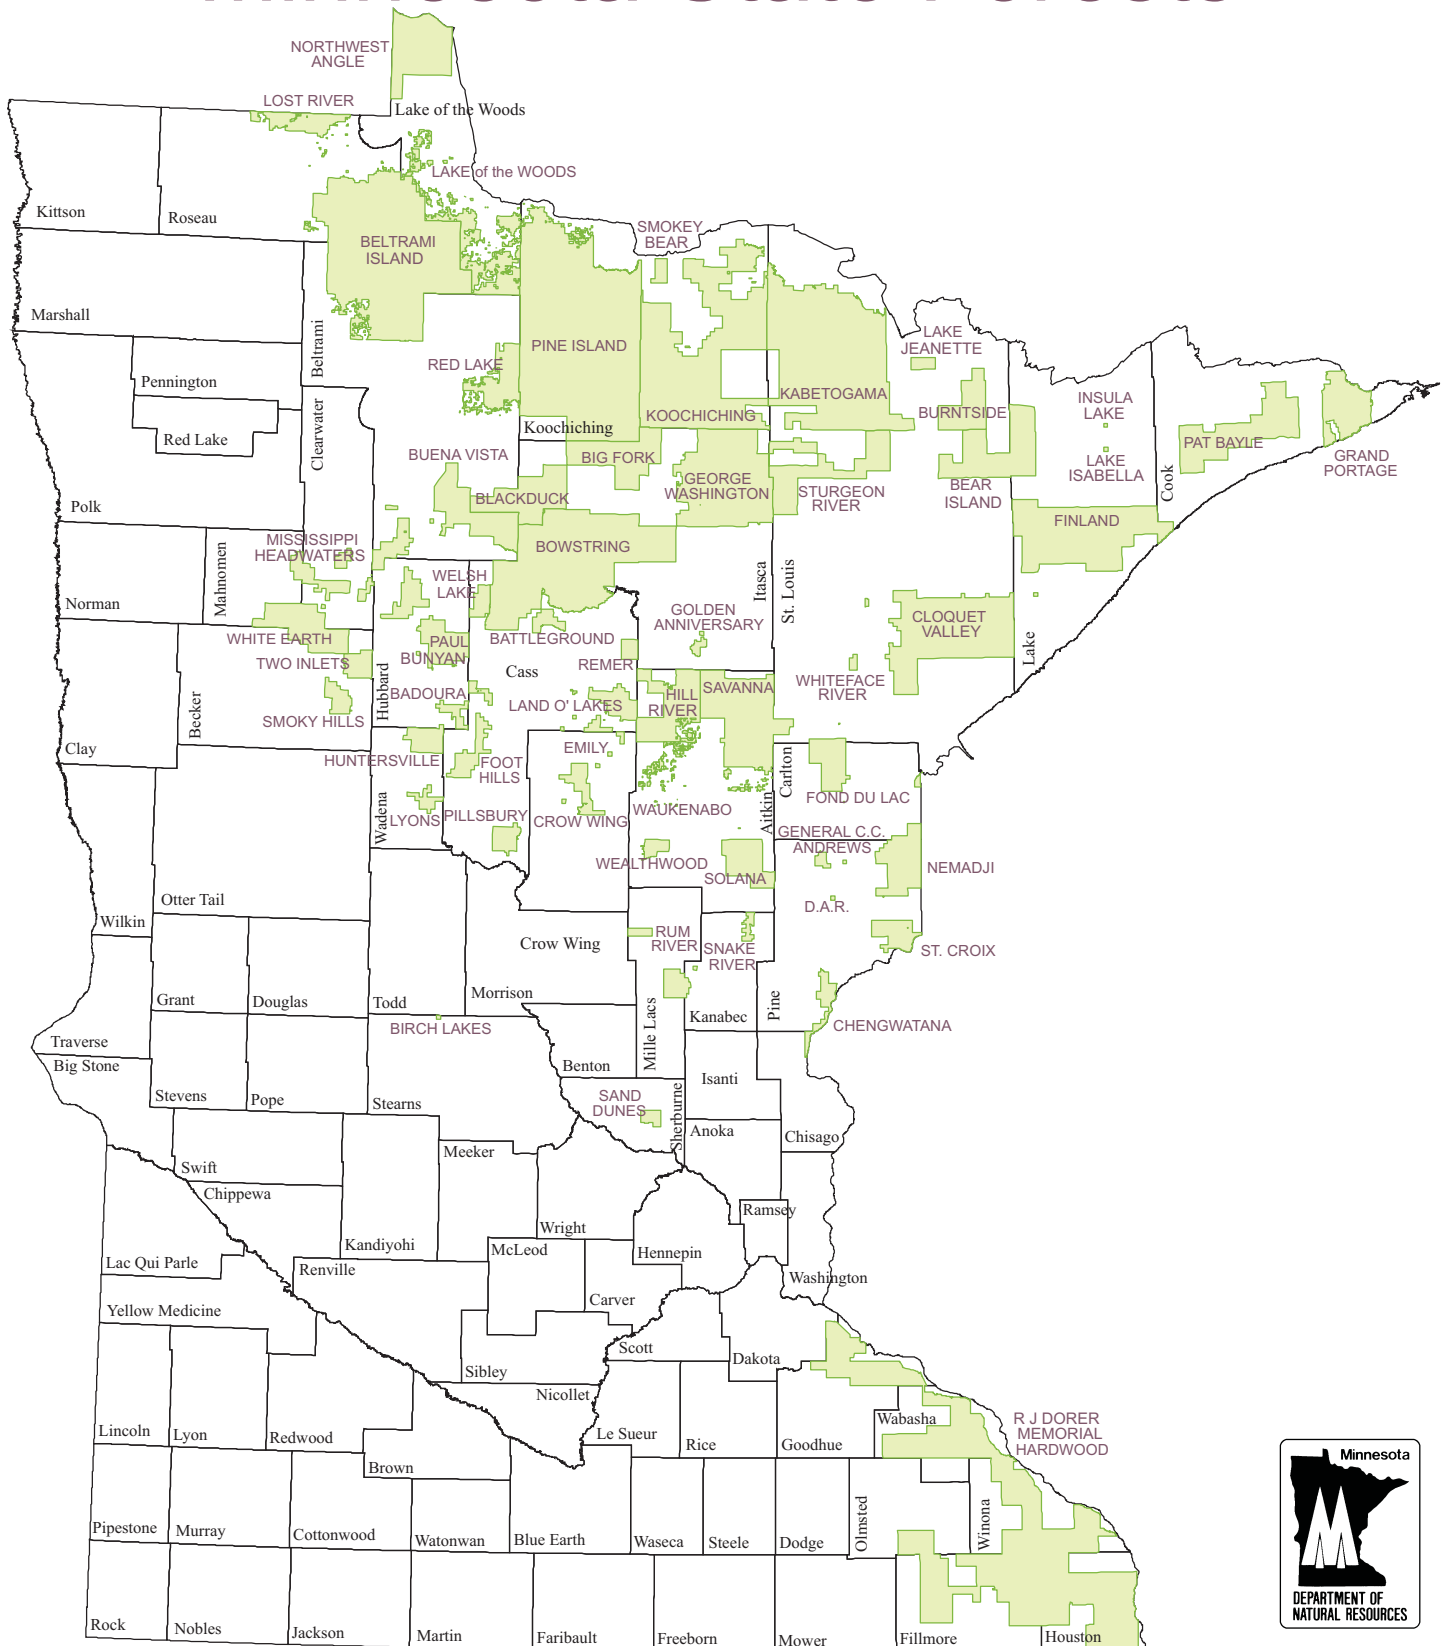 Minnesota State Forests
NORTHWEST
ANGLE
LOST RIVER
Lake of the Woods
LAKE of the WOODS
Kittson
Roseau
SMOKEY
BEAR
BELTRAMI
ISLAND
Marshall
Beltrami
LAKE
JEANETTE
PINE ISLAND
RED LAKE
Pennington
KABETOGAMA
INSULA
LAKE
BURNTSIDE
KOOCHICHING
Koochiching
Red Lake
Clearwater
PAT BAYLE
GRAND
PORTAGE
BUENA VISTA
BIG FORK
LAKE
ISABELLA
Cook
GEORGE
WASHINGTON
STURGEON
RIVER
BEAR
ISLAND
BLACKDUCK
Polk
FINLAND
MISSISSIPPI
HEADWATERS
BOWSTRING
Mahnomen
WELSH
LAKE
Itasca
St. Louis
Norman
GOLDEN
ANNIVERSARY
CLOQUET
VALLEY
WHITE EARTH
PAUL
BUNYAN
BATTLEGROUND
TWO INLETS
REMER
Cass
Lake
Hubbard
BADOURA
LAND O' LAKES
HILL
RIVER
SAVANNA
WHITEFACE
RIVER
Becker
SMOKY HILLS
Clay
HUNTERSVILLE
FOOT
HILLS
EMILY
Carlton
FOND DU LAC
Wadena
LYONS
PILLSBURY
CROW WING
WAUKENABO
Aitkin
GENERAL C.C.
ANDREWS
WEALTHWOOD
SOLANA
NEMADJI
Otter Tail
D.A.R.
Wilkin
Crow Wing
RUM
RIVER
SNAKE
RIVER
ST. CROIX
Grant
Douglas
Todd
Morrison
Mille Lacs
Kanabec
Pine
CHENGWATANA
BIRCH LAKES
Traverse
Big Stone
Benton
Isanti
Stevens
Pope
Stearns
SAND
DUNES
Sherburne
Anoka
Chisago
Meeker
Swift
Chippewa
Ramsey
Wright
Kandiyohi
McLeod
Hennepin
Lac Qui Parle
Renville
Washington
Carver
Yellow Medicine
Scott
Dakota
Sibley
Nicollet
Wabasha
R J DORER
MEMORIAL
HARDWOOD
Lincoln
Lyon
Redwood
Le Sueur
Rice
Goodhue
Brown
Olmsted
Winona
Pipestone
Murray
Cottonwood
Watonwan
Blue Earth
Waseca
Steele
Dodge
Rock
Nobles
Jackson
Martin
Faribault
Freeborn
Mower
Fillmore
Houston
Minnesota
DEPARTMENT OF
NATURAL RESOURCES